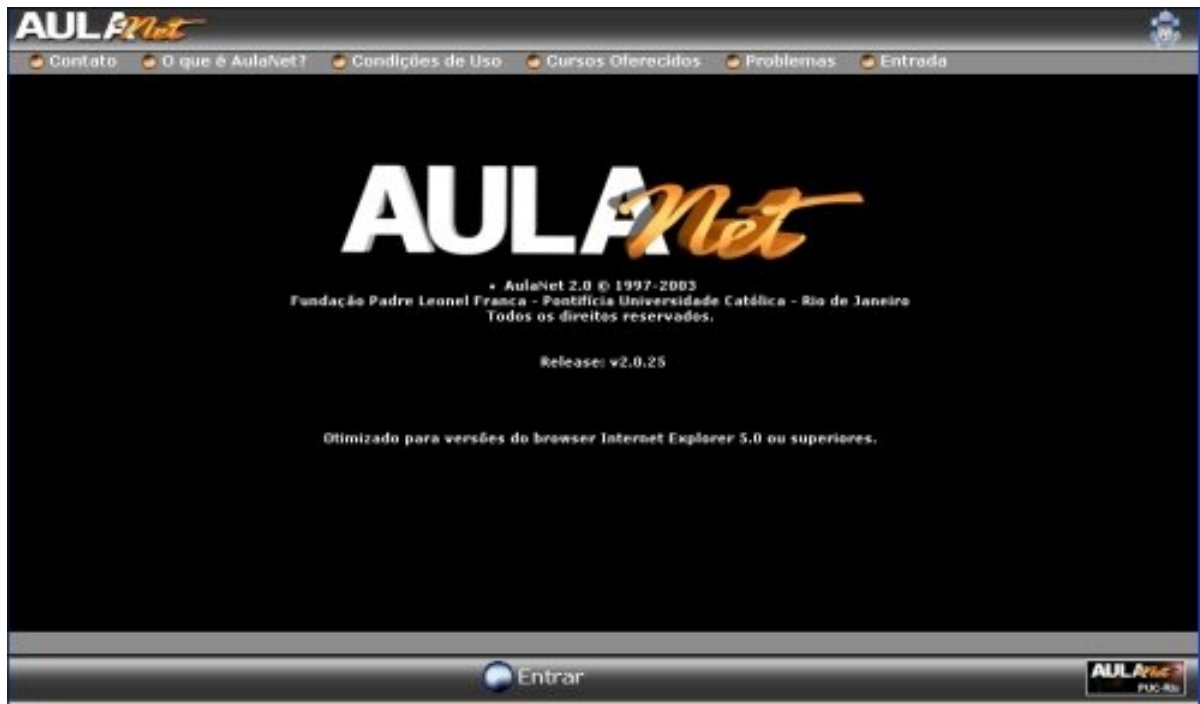 AULANet
Contato O que é AulaNet? Condições de Uso Cursos Oferecidos Problemas Entrada
AULANet
• AulaNet 2.0 © 1997-2003
Fundação Padre Leonel Franca - Pontifícia Universidade Católica - Rio de Janeiro
Todos os direitos reservados.
Release: v2.0.25
Otimizado para versões do browser Internet Explorer 5.0 ou superiores.
Entrar
AULANet
PUC-Rio